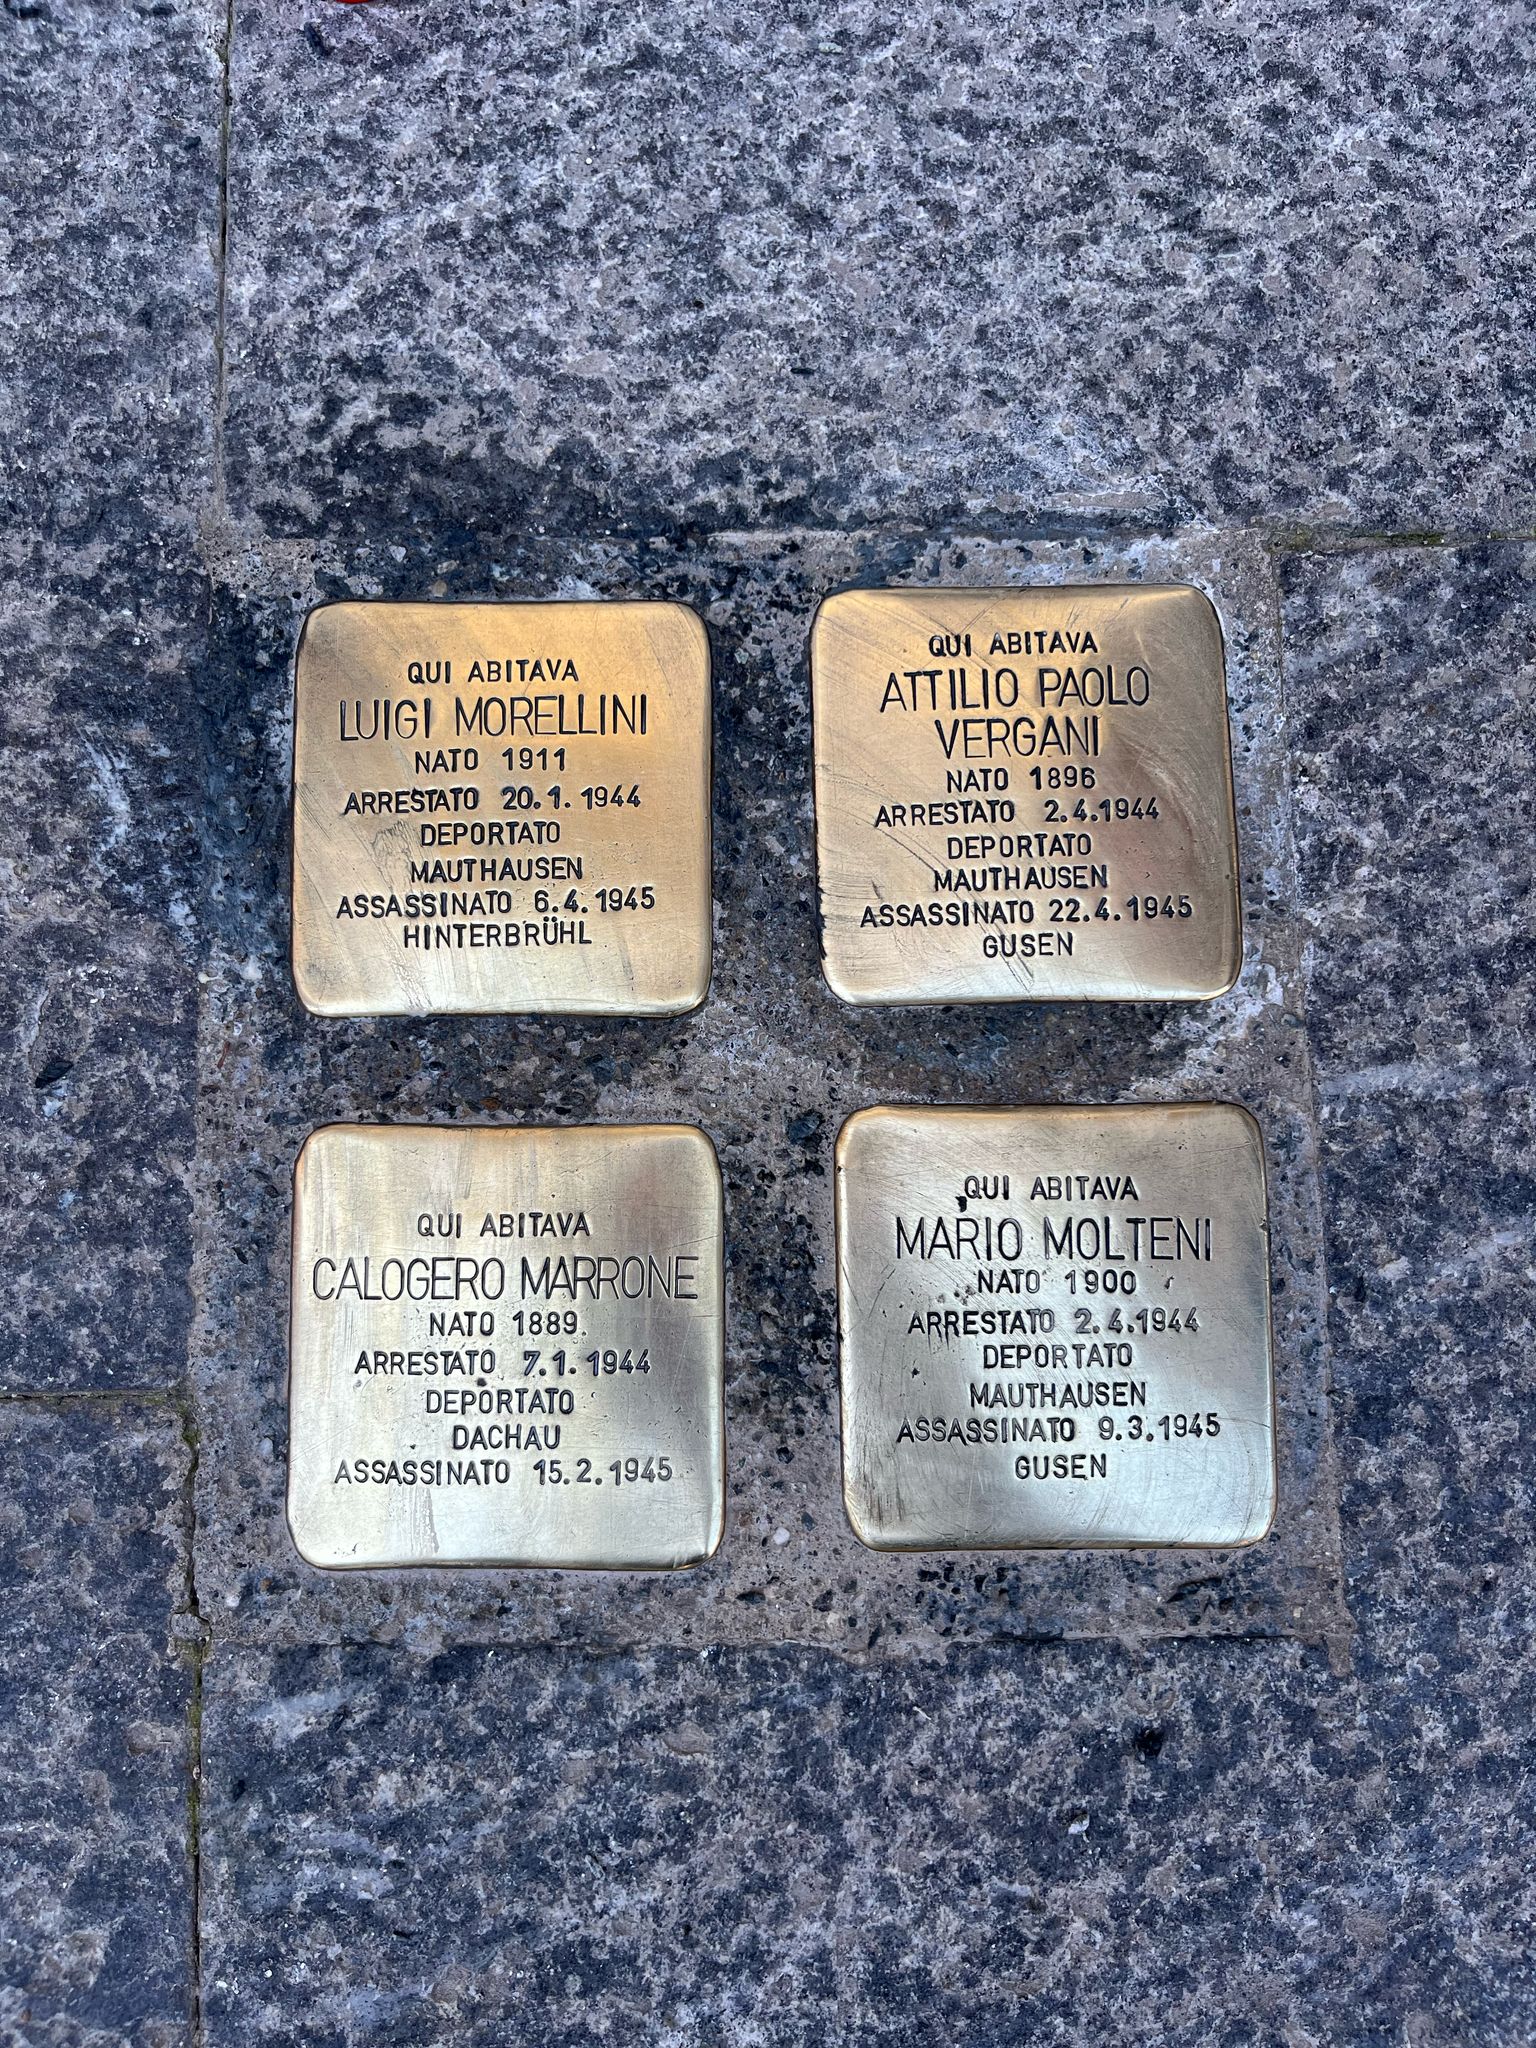 QUI ABITAVA
LUIGI MORELLINI
NATO 1911
ARRESTATO 20.1.1944
DEPORTATO
MAUTHAUSEN
ASSASSINATO 6.4.1945
HINTERBRÜHL
QUI ABITAVA
ATTILIO PAOLO
VERGANI
NATO 1896
ARRESTATO 2.4.1944
DEPORTATO
MAUTHAUSEN
ASSASSINATO 22.4.1945
GUSEN
QUI ABITAVA
CALOGERO MARRONE
NATO 1889
ARRESTATO 7.1.1944
DEPORTATO
DACHAU
ASSASSINATO 15.2.1945
QUI ABITAVA
MARIO MOLTENI
NATO 1900
ARRESTATO 2.4.1944
DEPORTATO
MAUTHAUSEN
ASSASSINATO 9.3.1945
GUSEN